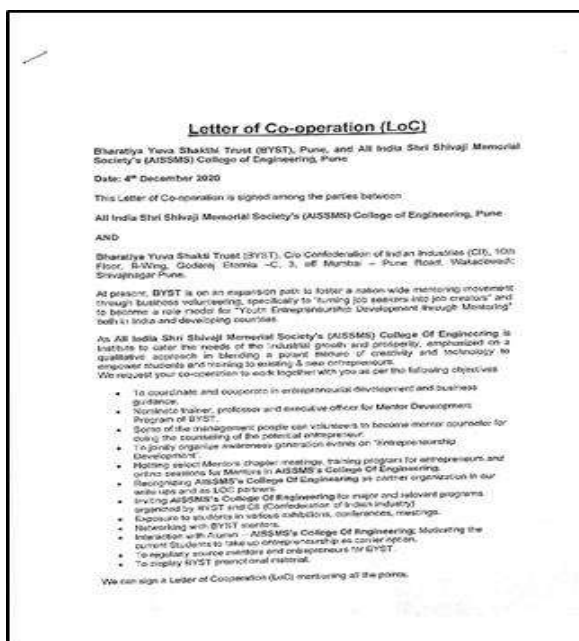 Letter of Co-operation (LoC)
Bharatiya Yuva Shakthi Trust (BYST), Pune, and All India Shri Shivaji Memorial
Society's (AISSMS) College of Engineering, Pune
Date: 4th December 2020
This Letter of Co-operation is signed among the parties between
All India Shri Shivaji Memorial Society's (AISSMS) College of Engineering, Pune
AND
Bharatiya Yuva Shakti Trust (BYST), C/o Confederation of Indian Industries (CII), 10th
Floor, B-Wing, Godrej Eternia -C, 3, off Mumbai – Pune Road, Wakadewadi,
Shivajinagar Pune.
At present, BYST is on an expansion path to foster a nation wide mentoring movement
through business volunteering, specifically to "turning job seekers into job creators" and
to become a role model for "Youth Entrepreneurship Development through Mentoring"
both in India and developing countries.
As All India Shri Shivaji Memorial Society's (AISSMS) College Of Engineering is
Institute to cater the needs of the industrial growth and prosperity, emphasized on a
qualitative approach in blending a potent mixture of creativity and technology to
empower students and training to existing & new entrepreneurs.
We request your co-operation to work together with you as per the following objectives
• To coordinate and cooperate in entrepreneurial development and business
guidance.
• Nominate trainer, professor and executive officer for Mentor Development
Program of BYST.
• Some of the management people can volunteers to become mentor counselor for
doing the counseling of the potential entrepreneur.
• To jointly organize awareness generation events on "Entrepreneurship
Development".
• Holding select Mentors chapter meetings, training program for entrepreneurs and
online sessions for Mentors in AISSMS's College Of Engineering.
• Recognizing AISSMS's College Of Engineering as partner organization in our
write ups and as LOC partners
• Inviting AISSMS's College Of Engineering for major and relevant programs
organized by BYST and CII (Confederation of Indian Industry)
• Exposure to students in various exhibitions, conferences, meetings.
• Networking with BYST mentors.
• Interaction with Alumni – AISSMS's College Of Engineering; Motivating the
current Students to take up entrepreneurship as carrier option.
• To regularly source mentors and entrepreneurs for BYST.
• To display BYST promotional material.
We can sign a Letter of Cooperation (LoC) mentioning all the points.